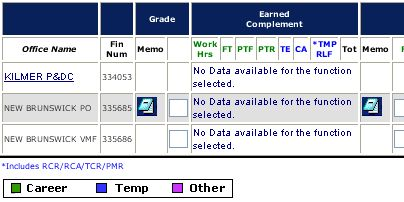 Grade Earned
Complement
Office Name Fin
Num Memo Work
Hrs FT PTF PTR TE CA *TMP
RLF Tot Memo
KILMER P&DC 334053 No Data available for the function
selected.
NEW BRUNSWICK PO 335685 No Data available for the function
selected.
NEW BRUNSWICK VMF 335686 No Data available for the function
selected.
*Includes RCR/RCA/TCR/PMR
Career Temp Other